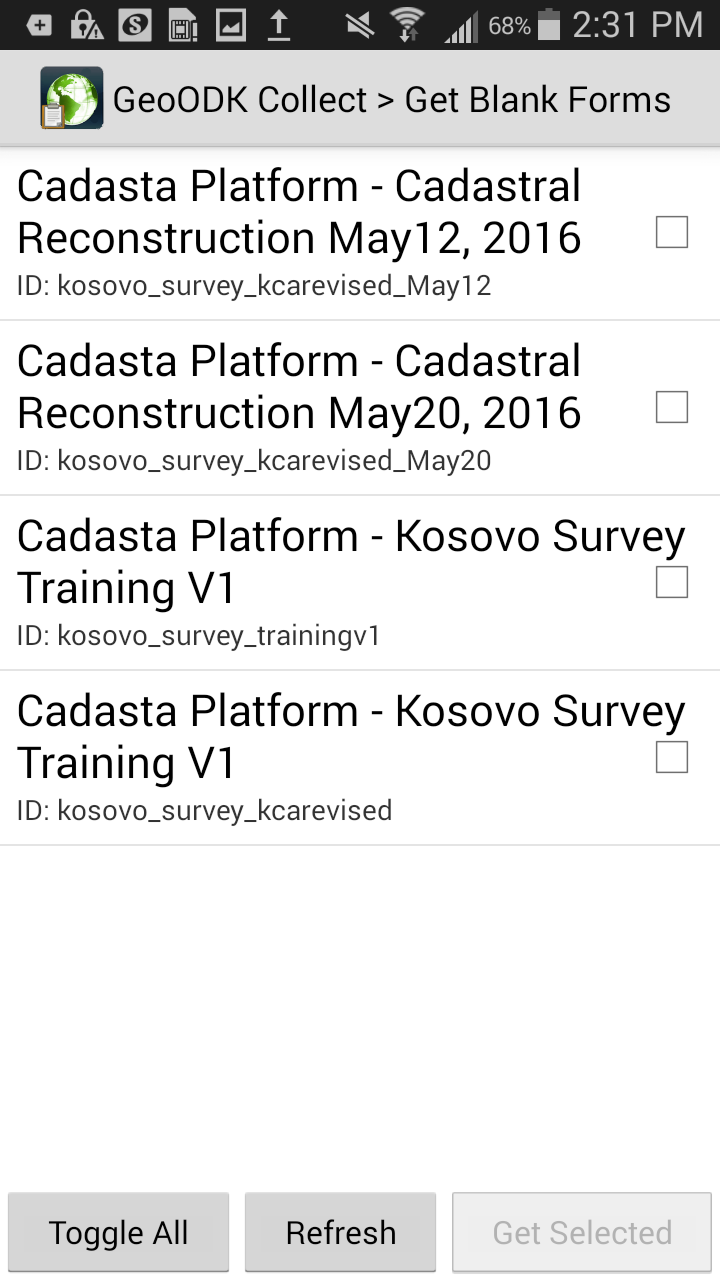 68% 2:31 PM
GeoODK Collect > Get Blank Forms
Cadasta Platform - Cadastral
Reconstruction May12, 2016
ID: kosovo_survey_kcarevised_May12
Cadasta Platform - Cadastral
Reconstruction May20, 2016
ID: kosovo_survey_kcarevised_May20
Cadasta Platform - Kosovo Survey
Training V1
ID: kosovo_survey_trainingv1
Cadasta Platform - Kosovo Survey
Training V1
ID: kosovo_survey_kcarevised
Toggle All Refresh Get Selected